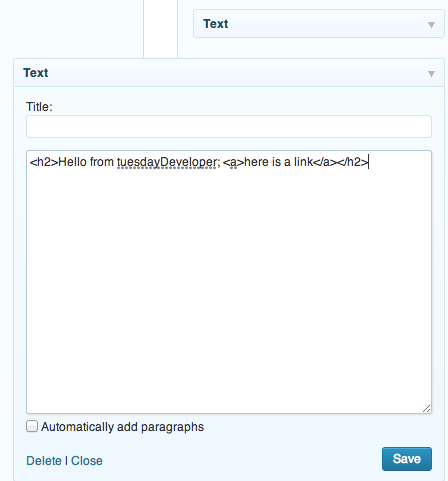 Text
Text
Title:
<h2>Hello from tuesdayDeveloper; <a>here is a link</a></h2>
Automatically add paragraphs
Delete | Close
Save